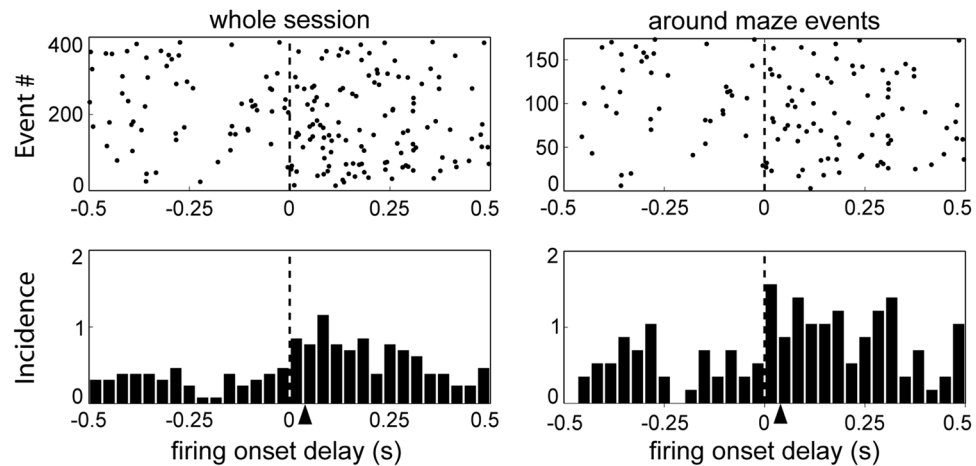 whole session
around maze events
Event #
400
200
0
-0.5 -0.25 0 0.25 0.5
150
100
50
0
-0.5 -0.25 0 0.25 0.5
Incidence
2
1
0
-0.5 -0.25 0 0.25 0.5
firing onset delay (s)
2
1
0
-0.5 -0.25 0 0.25 0.5
firing onset delay (s)